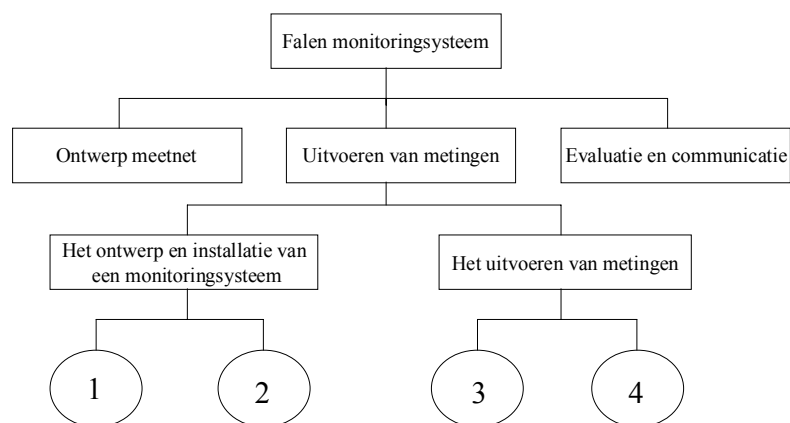 Falen monitoringsysteem
Ontwerp meetnet
Uitvoeren van metingen
Evaluatie en communicatie
Het ontwerp en installatie van
een monitoringsysteem
Het uitvoeren van metingen
1
2
3
4